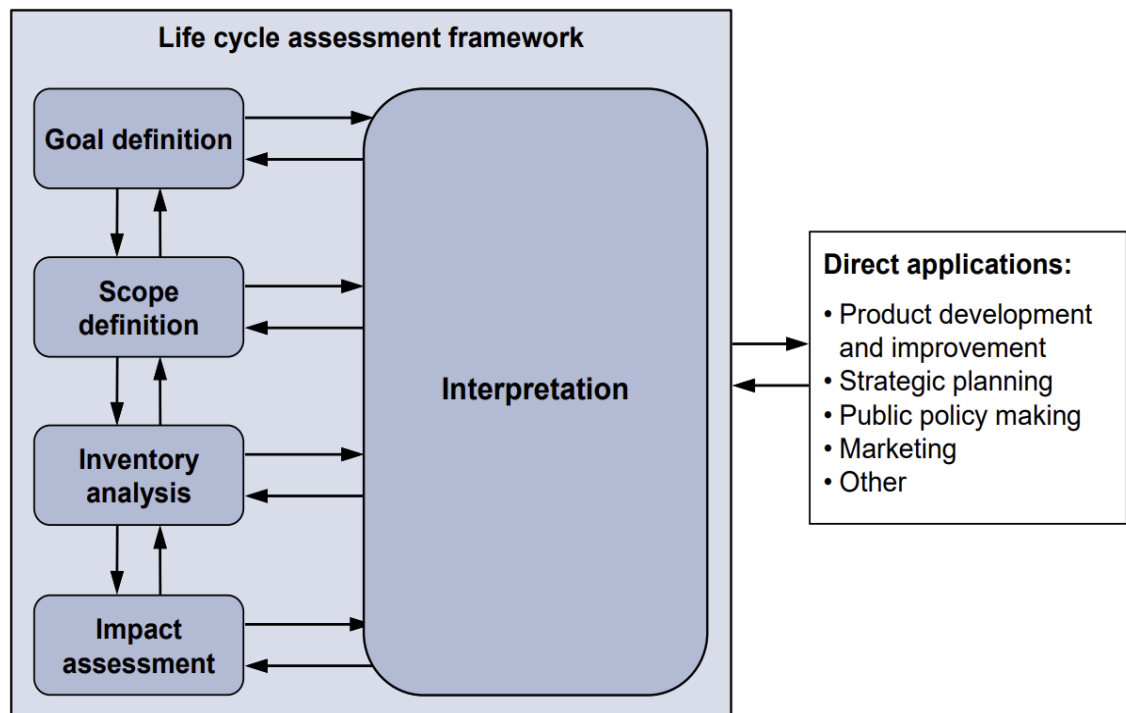 Life cycle assessment framework
Goal definition
Scope
definition
Inventory
analysis
Impact
assessment
Interpretation
Direct applications:
• Product development
and improvement
• Strategic planning
• Public policy making
• Marketing
• Other